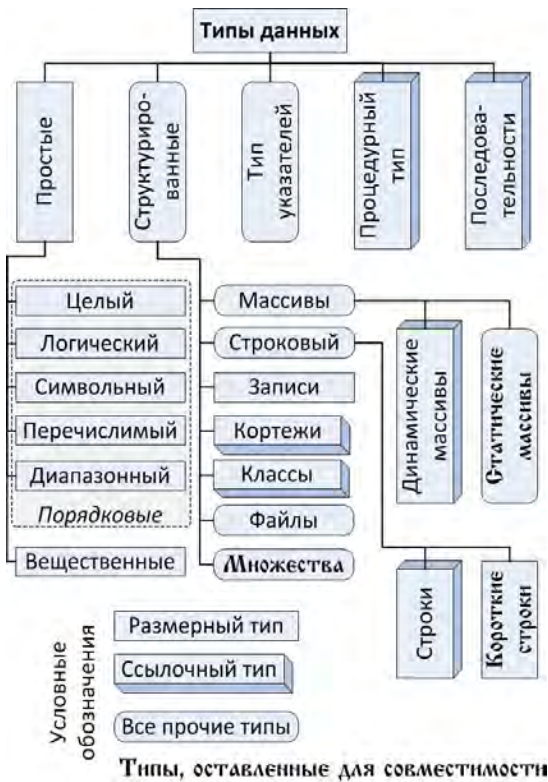 Типы данных
Простые
Структуриро-
ванные
Тип
указателей
Процедурный
тип
Последова-
тельности
Целый
Логический
Символьный
Перечислимый
Диапазонный
Порядковые
Вещественные
Массивы
Строковый
Записи
Кортежи
Классы
Файлы
Множества
Динамические
массивы
Статические
массивы
Строки
Короткие
строки
Условные
обозначения
Размерный тип
Ссылочный тип
Все прочие типы
Типы, оставленные для совместимости